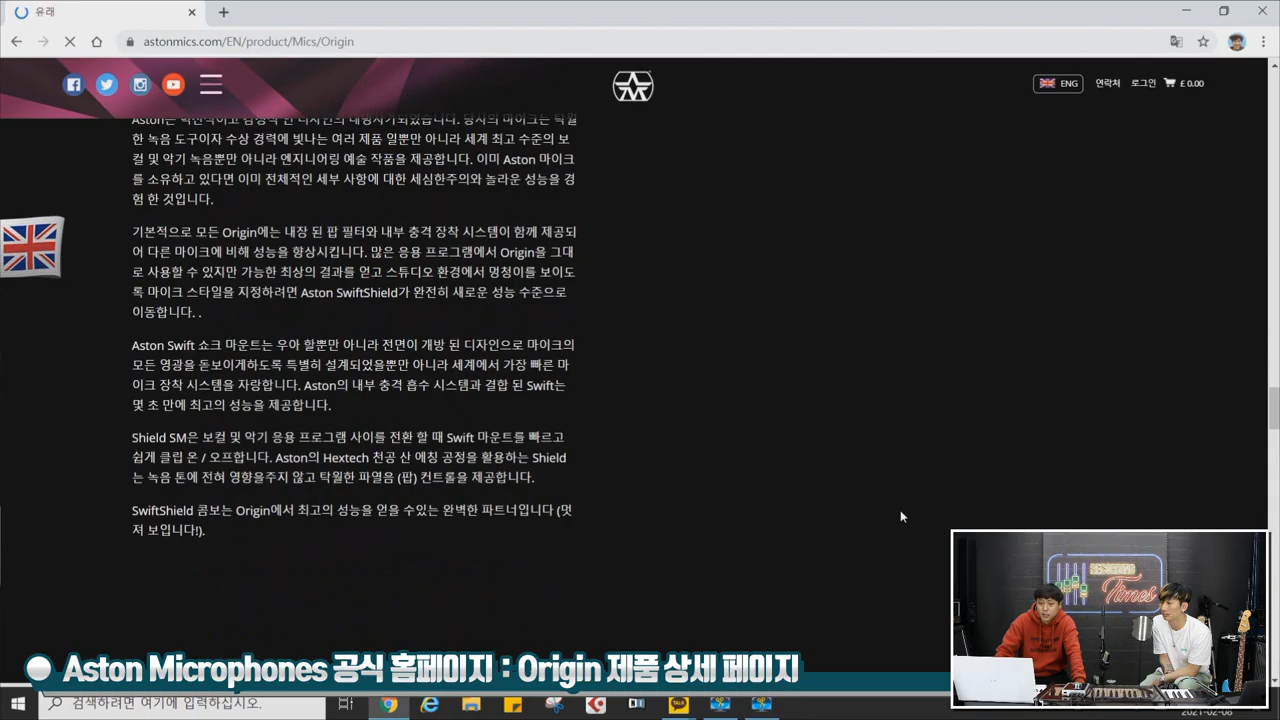 유래
astonmics.com/EN/product/Mics/Origin
ENG 연락처 로그인 £ 0.00
한 녹음 도구이자 수상 경력에 빛나는 여러 제품 일뿐만 아니라 세계 최고 수준의 보
컬 및 악기 녹음뿐만 아니라 엔지니어링 예술 작품을 제공합니다. 이미 Aston 마이크
를 소유하고 있다면 이미 전체적인 세부 사항에 대한 세심한주의와 놀라운 성능을 경
험 한 것입니다.
기본적으로 모든 Origin에는 내장 된 팝 필터와 내부 충격 장착 시스템이 함께 제공되
어 다른 마이크에 비해 성능을 향상시킵니다. 많은 응용 프로그램에서 Origin을 그대
로 사용할 수 있지만 가능한 최상의 결과를 얻고 스튜디오 환경에서 멍청이를 보이도
록 마이크 스타일을 지정하려면 Aston SwiftShield가 완전히 새로운 성능 수준으로
이동합니다. .
Aston Swift 쇼크 마운트는 우아 할뿐만 아니라 전면이 개방 된 디자인으로 마이크의
모든 영광을 돋보이게하도록 특별히 설계되었을뿐만 아니라 세계에서 가장 빠른 마
이크 장착 시스템을 자랑합니다. Aston의 내부 충격 흡수 시스템과 결합 된 Swift는
몇 초 만에 최고의 성능을 제공합니다.
Shield SM은 보컬 및 악기 응용 프로그램 사이를 전환 할 때 Swift 마운트를 빠르고
쉽게 클립 온 / 오프합니다. Aston의 Hextech 천공 산 에칭 공정을 활용하는 Shield
는 녹음 톤에 전혀 영향을주지 않고 탁월한 파열음 (팝) 컨트롤을 제공합니다.
SwiftShield 콤보는 Origin에서 최고의 성능을 얻을 수있는 완벽한 파트너입니다 (멋
져 보입니다!).
Times
Aston Microphones 공식 홈페이지 : Origin 제품 상세 페이지
검색하려면 여기에 입력하십시오.
TALK
2021-02-08